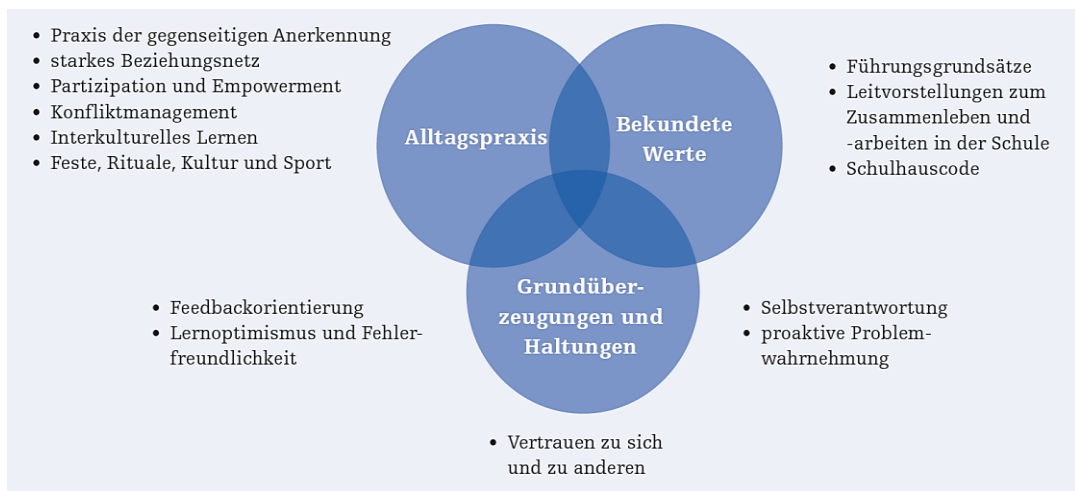 • Praxis der gegenseitigen Anerkennung
• starkes Beziehungsnetz
• Partizipation und Empowerment
• Konfliktmanagement
• Interkulturelles Lernen
• Feste, Rituale, Kultur und Sport
Alltagspraxis
Bekundete
Werte
• Führungsgrundsätze
• Leitvorstellungen zum
Zusammenleben und
-arbeiten in der Schule
• Schulhauscode
• Feedbackorientierung
• Lernoptimismus und Fehler-
freundlichkeit
Grundüber-
zeugungen und
Haltungen
• Selbstverantwortung
• proaktive Problem-
wahrnehmung
• Vertrauen zu sich
und zu anderen